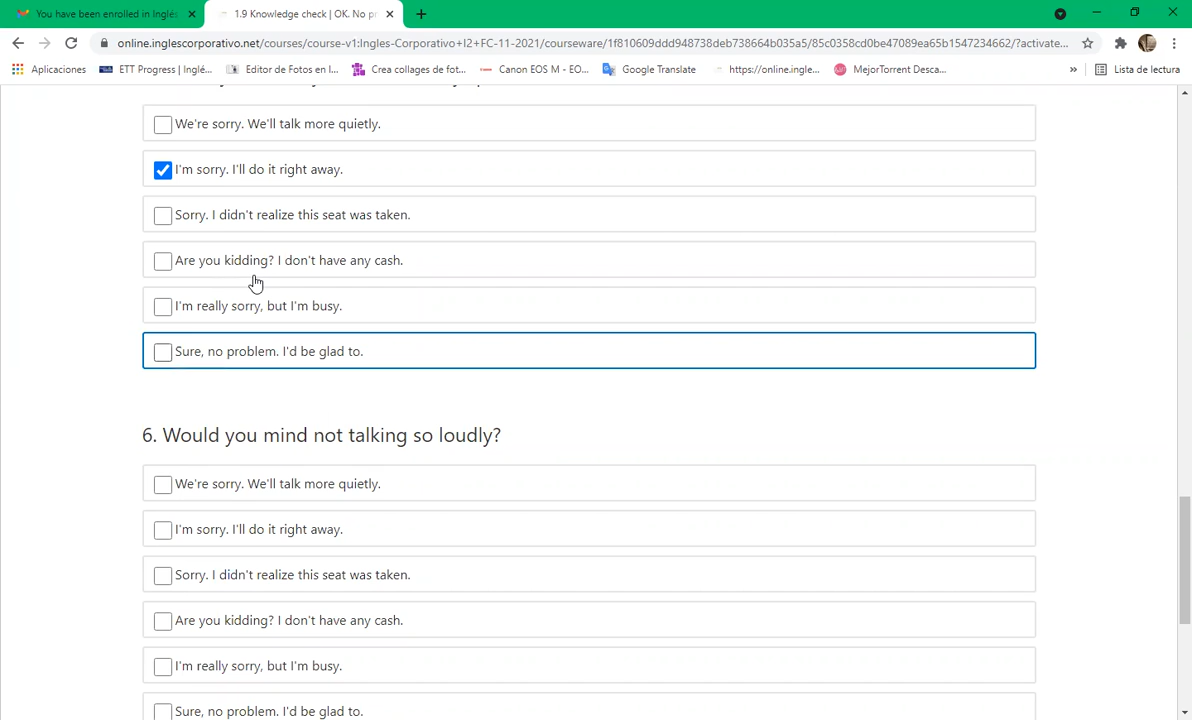 You have been enrolled in Inglés
1.9 Knowledge check | OK. No pr
online.inglescorporativo.net/courses/course-v1:Ingles-Corporativo+I2+FC-11-2021/courseware/1f810609ddd948738deb738664b035a5/85c0358cd0be47089ea65b1547234662/?activate...
Aplicaciones
ETT Progress | Inglé...
Editor de Fotos en l...
Crea collages de fot...
Canon EOS M - EO...
Google Translate
https://online.ingle...
MejorTorrent Desca...
»
Lista de lectura
We're sorry. We'll talk more quietly.
I'm sorry. I'll do it right away.
Sorry. I didn't realize this seat was taken.
Are you kidding? I don't have any cash.
I'm really sorry, but I'm busy.
Sure, no problem. I'd be glad to.
6. Would you mind not talking so loudly?
We're sorry. We'll talk more quietly.
I'm sorry. I'll do it right away.
Sorry. I didn't realize this seat was taken.
Are you kidding? I don't have any cash.
I'm really sorry, but I'm busy.
Sure, no problem. I'd be glad to.